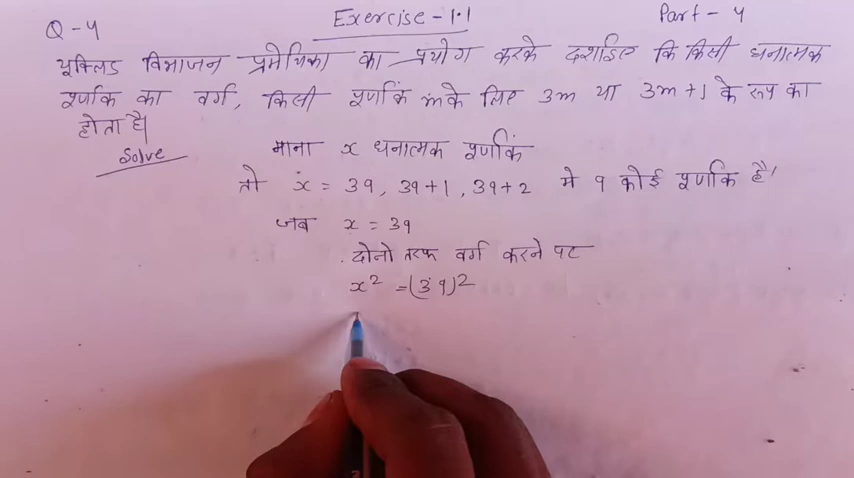 Exercise-1.1
Part-4
Q-4
यूक्लिड विभाजन प्रमेयिका का प्रयोग करके दर्शाइए कि किसी धनात्मक
पूर्णांक का वर्ग, किसी पूर्णांक m के लिए 3m या 3m+1 के रूप का
होता है।
Solve
माना x धनात्मक पूर्णांक
तो x = 3q, 3q+1, 3q+2 मे q कोई पूर्णांक है।
जब x = 3q
दोनो तरफ वर्ग करने पर
x² = (3q)²